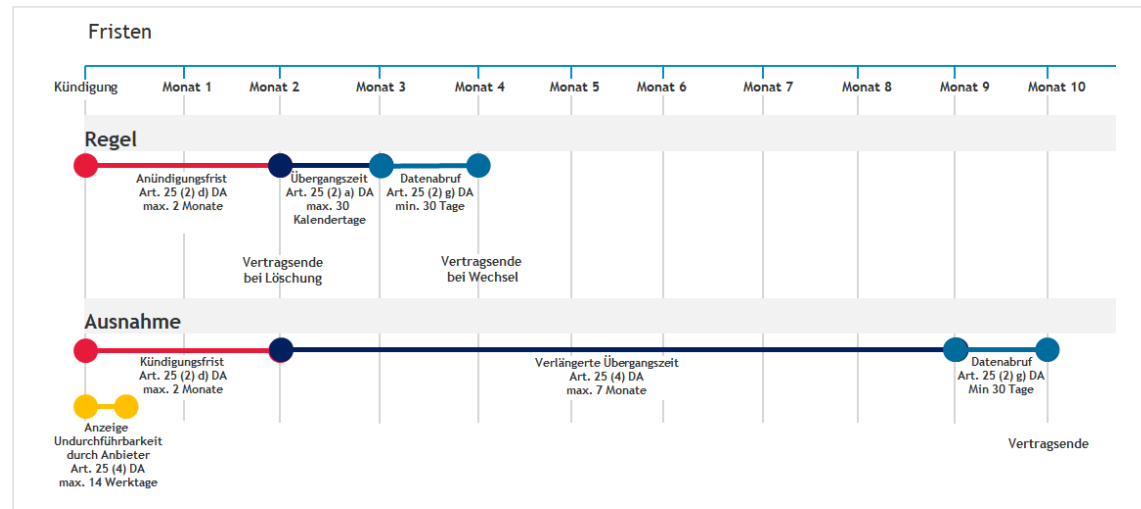 Fristen
Kündigung Monat 1 Monat 2 Monat 3 Monat 4 Monat 5 Monat 6 Monat 7 Monat 8 Monat 9 Monat 10
Regel
Anündigungsfrist
Art. 25 (2) d) DA
max. 2 Monate
Übergangszeit
Art. 25 (2) a) DA
max. 30
Kalendertage
Datenabruf
Art. 25 (2) g) DA
min. 30 Tage
Vertragsende
bei Löschung
Vertragsende
bei Wechsel
Ausnahme
Kündigungsfrist
Art. 25 (2) d) DA
max. 2 Monate
Verlängerte Übergangszeit
Art. 25 (4) DA
max. 7 Monate
Datenabruf
Art. 25 (2) g) DA
Min 30 Tage
Anzeige
Undurchführbarkeit
durch Anbieter
Art. 25 (4) DA
max. 14 Werktage
Vertragsende